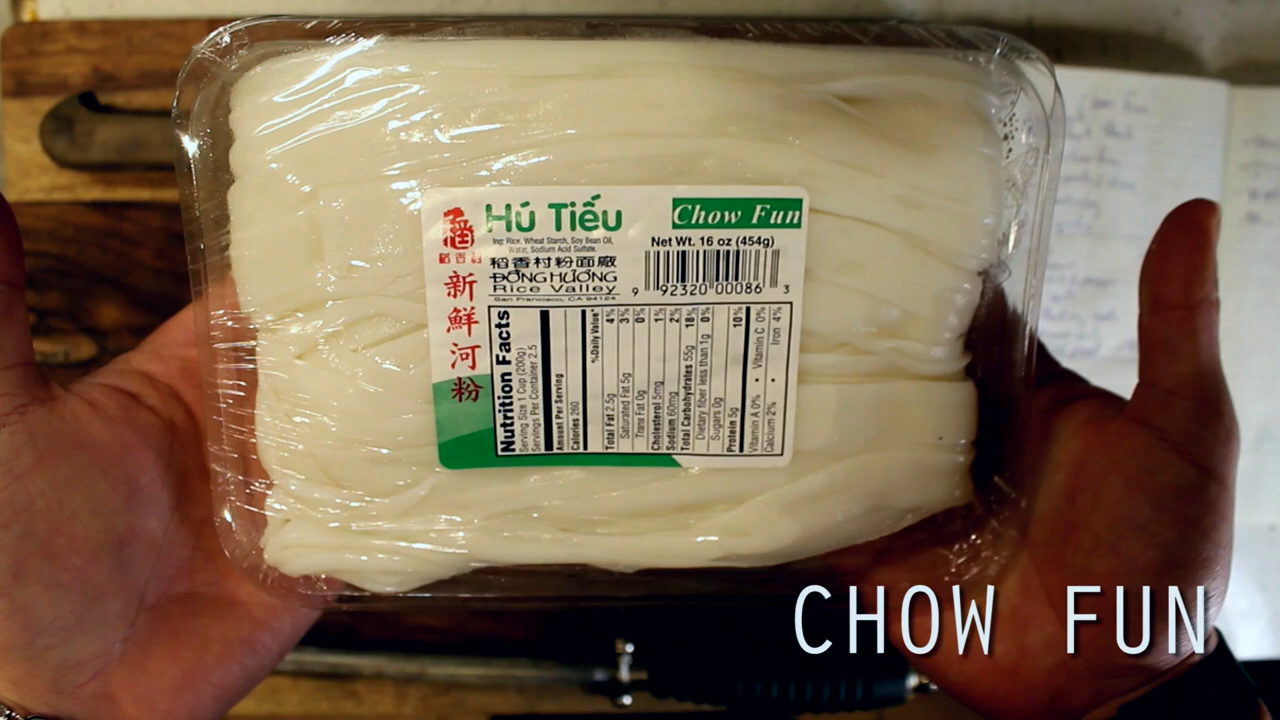 Hú Tiếu
Chow Fun
Ing: Rice, Wheat Starch, Soy Bean Oil,
Water, Sodium Acid Sulfate.
Net Wt. 16 oz (454g)
稻香村
稻香村粉面廠
ĐỒNG HƯƠNG
Rice Valley
San Francisco, CA 94124
9 92320 00086 3
新鮮河粉
Nutrition Facts
Serving Size 1 Cup (200g)
Servings Per Container 2.5
Amount Per Serving
Calories 260
%Daily Value*
Total Fat 2.5g 4%
Saturated Fat 5g 3%
Trans Fat 0g 0%
Cholesterol 5mg 1%
Sodium 60mg 2%
Total Carbohydrates 55g 18%
Dietary fiber less than 1g 0%
Sugars 0g
Protein 5g 10%
Vitamin A 0% • Vitamin C 0%
Calcium 2% • Iron 4%
CHOW FUN